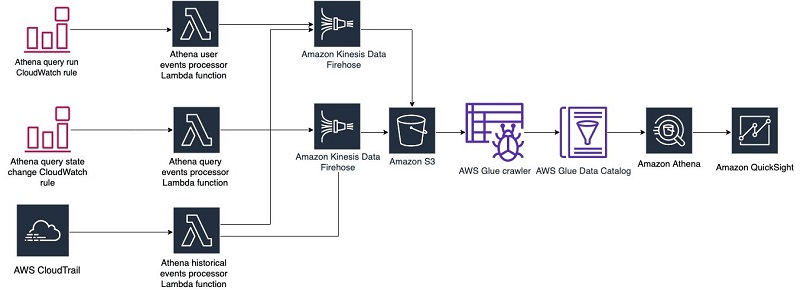 Athena query run
CloudWatch rule
Athena user
events processor
Lambda function
Amazon Kinesis Data
Firehose
Athena query state
change CloudWatch
rule
Athena query
events processor
Lambda function
Amazon Kinesis Data
Firehose
Amazon S3
AWS Glue crawler
AWS Glue Data Catalog
Amazon Athena
Amazon QuickSight
AWS CloudTrail
Athena historical
events processor
Lambda function